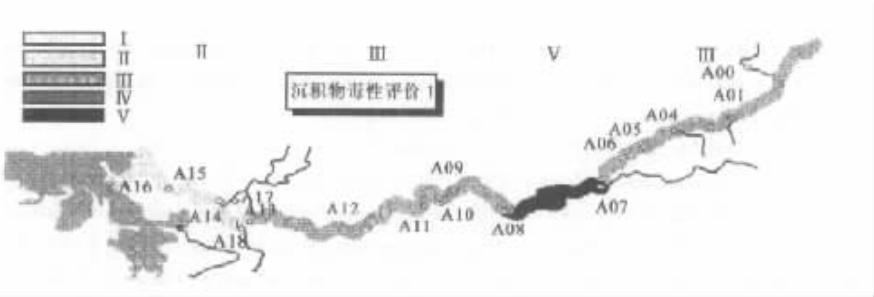 I
II
III
IV
V
II
III
V
III
沉积物毒性评价 1
A00
A01
A04
A05
A06
A07
A08
A09
A10
A11
A12
A13
A14
A15
A16
A18